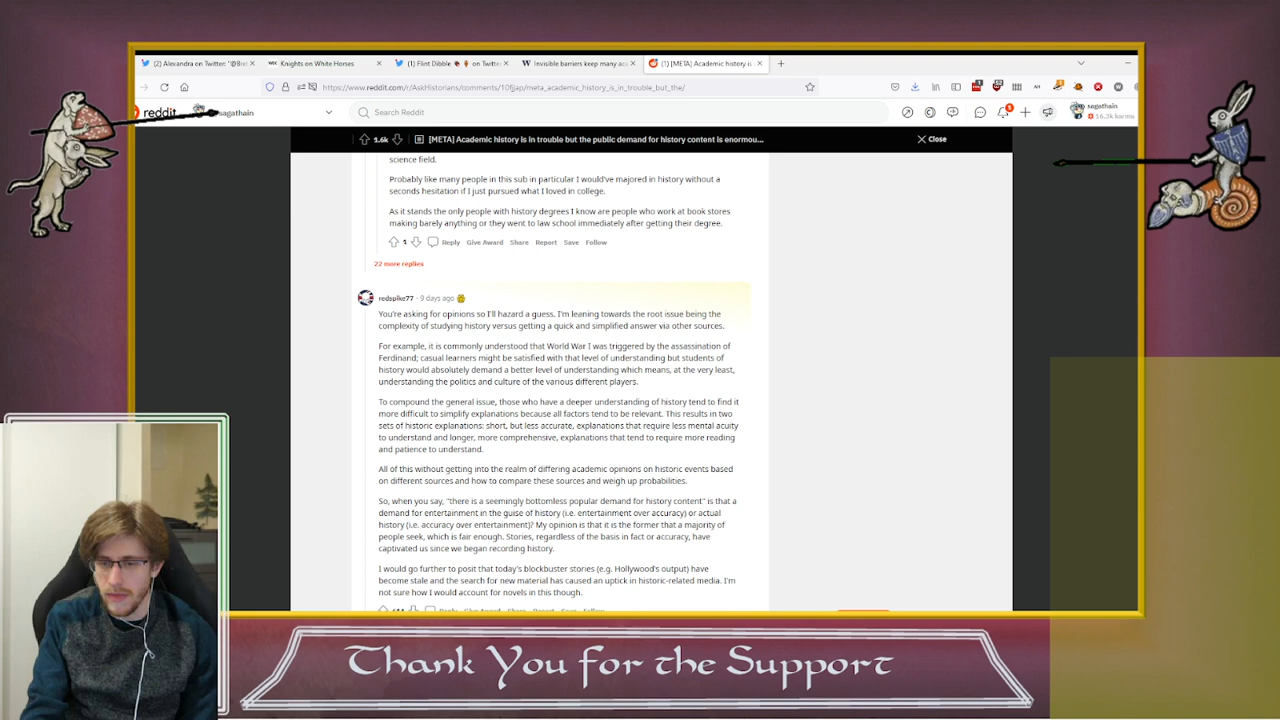 (2) Alexandra on Twitter: "@Bret
Knights on White Horses
(1) Flint Dibble on Twitter
Invisible barriers keep many aca
(1) [META] Academic history is
https://www.reddit.com/r/AskHistorians/comments/10fjjap/meta_academic_history_is_in_trouble_but_the/
reddit
sagathain
Search Reddit
sagathain
16.3k karma
1.6k
[META] Academic history is in trouble but the public demand for history content is enormou...
Close
science field.
Probably like many people in this sub in particular I would've majored in history without a
seconds hesitation if I just pursued what I loved in college.
As it stands the only people with history degrees I know are people who work at book stores
making barely anything or they went to law school immediately after getting their degree.
3 Reply Give Award Share Report Save Follow
22 more replies
redspike77 · 9 days ago
You're asking for opinions so I'll hazard a guess. I'm leaning towards the root issue being the
complexity of studying history versus getting a quick and simplified answer via other sources.
For example, it is commonly understood that World War I was triggered by the assassination of
Ferdinand; casual learners might be satisfied with that level of understanding but students of
history would absolutely demand a better level of understanding which means, at the very least,
understanding the politics and culture of the various different players.
To compound the general issue, those who have a deeper understanding of history tend to find it
more difficult to simplify explanations because all factors tend to be relevant. This results in two
sets of historic explanations: short, but less accurate, explanations that require less mental acuity
to understand and longer, more comprehensive, explanations that tend to require more reading
and patience to understand.
All of this without getting into the realm of differing academic opinions on historic events based
on different sources and how to compare these sources and weigh up probabilities.
So, when you say, "there is a seemingly bottomless popular demand for history content" is that a
demand for entertainment in the guise of history (i.e. entertainment over accuracy) or actual
history (i.e. accuracy over entertainment)? My opinion is that it is the former that a majority of
people seek, which is fair enough. Stories, regardless of the basis in fact or accuracy, have
captivated us since we began recording history.
I would go further to posit that today's blockbuster stories (e.g. Hollywood's output) have
become stale and the search for new material has caused an uptick in historic-related media. I'm
not sure how I would account for novels in this though.
Reply Give Award Share Report Save Follow
Thank You for the Support